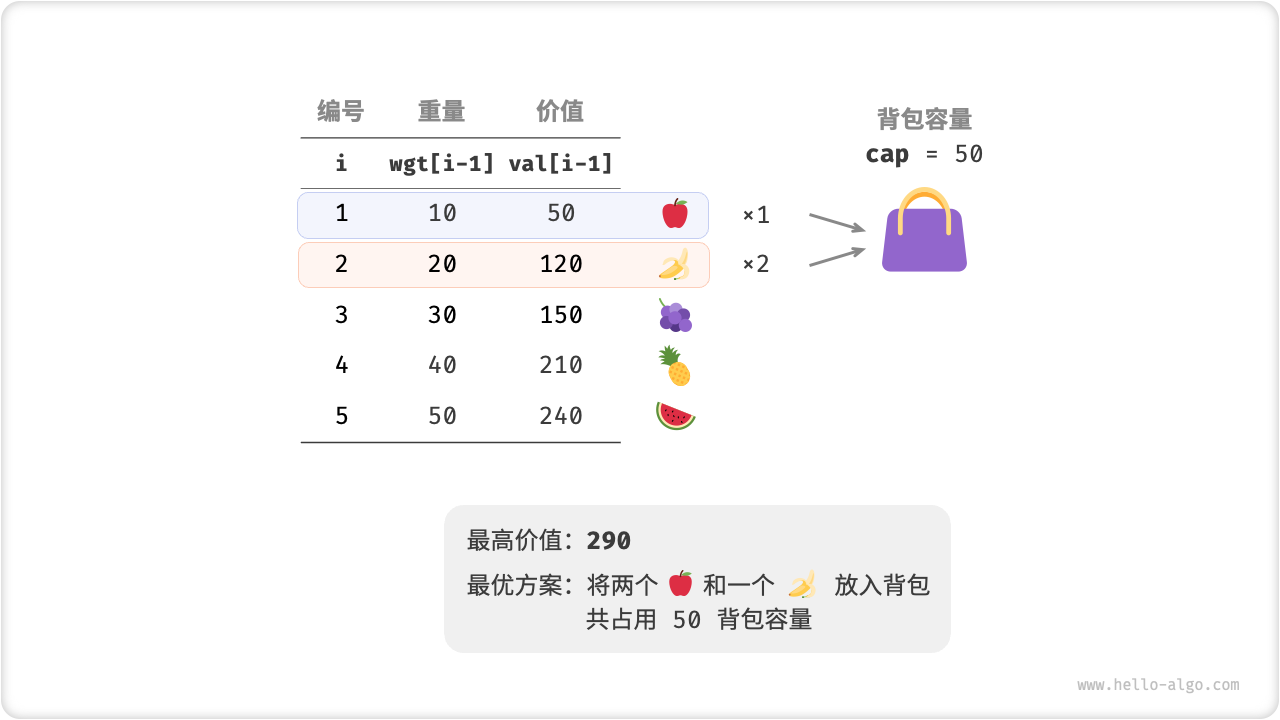 编号 重量 价值
i wgt[i-1] val[i-1]
1 10 50 ×1
2 20 120 ×2
3 30 150
4 40 210
5 50 240
背包容量
cap = 50
最高价值：290
最优方案：将两个 和一个 放入背包
共占用 50 背包容量
www.hello-algo.com